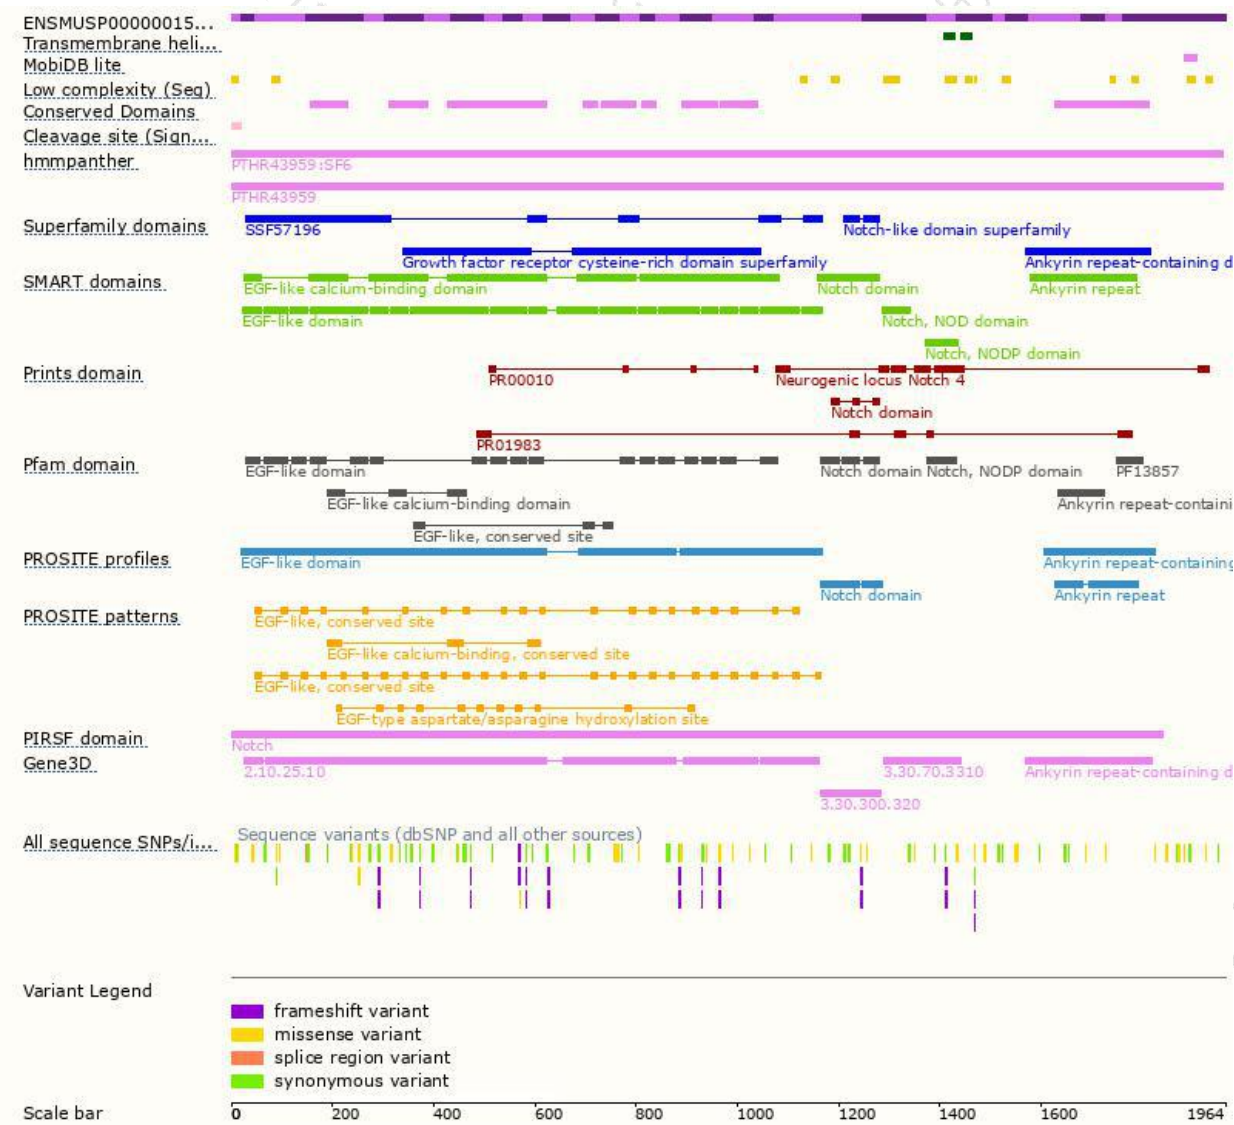 ENSMUSP00000015...
Transmembrane heli...
MobiDB lite
Low complexity (Seg)
Conserved Domains
Cleavage site (Sign...
hmmpanther
PTHR43959:SF6
PTHR43959
Superfamily domains
SSF57196
Notch-like domain superfamily
Growth factor receptor cysteine-rich domain superfamily
Ankyrin repeat-containing d
SMART domains
EGF-like calcium-binding domain
Notch domain
Ankyrin repeat
EGF-like domain
Notch, NOD domain
Notch, NODP domain
Prints domain
PR00010
Neurogenic locus Notch 4
Notch domain
PR01983
Pfam domain
EGF-like domain
Notch domain
Notch, NODP domain
PF13857
EGF-like calcium-binding domain
Ankyrin repeat-containi
EGF-like, conserved site
PROSITE profiles
EGF-like domain
Ankyrin repeat-containing
Notch domain
Ankyrin repeat
PROSITE patterns
EGF-like, conserved site
EGF-like calcium-binding, conserved site
EGF-like, conserved site
EGF-type aspartate/asparagine hydroxylation site
PIRSF domain
Notch
Gene3D
2.10.25.10
3.30.70.3310
Ankyrin repeat-containing d
3.30.300.320
All sequence SNPs/i...
Sequence variants (dbSNP and all other sources)
Variant Legend
frameshift variant
missense variant
splice region variant
synonymous variant
Scale bar
0 200 400 600 800 1000 1200 1400 1600 1964